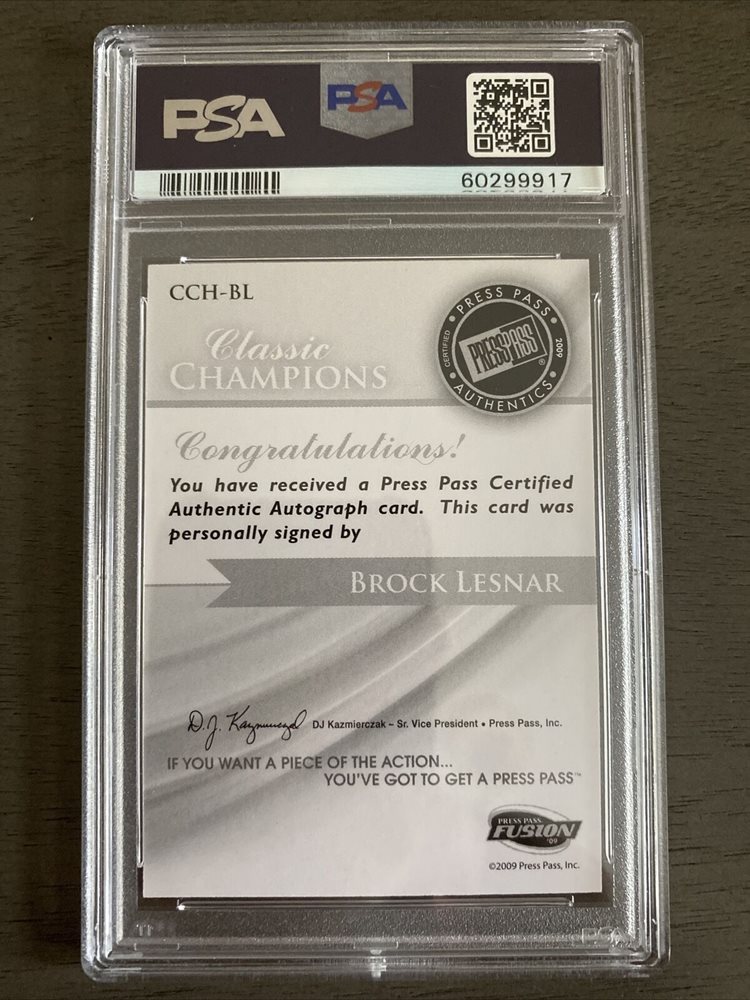 PSA
PSA
60299917
CCH-BL
PRESS PASS
CERTIFIED
PRESS PASS
®
2009
AUTHENTICS
Classic
CHAMPIONS
Congratulations!
You have received a Press Pass Certified
Authentic Autograph card. This card was
personally signed by
BROCK LESNAR
D.J. Kazmierczak DJ Kazmierczak – Sr. Vice President • Press Pass, Inc.
IF YOU WANT A PIECE OF THE ACTION...
YOU'VE GOT TO GET A PRESS PASS™
PRESS PASS
FUSION
'09
©2009 Press Pass, Inc.